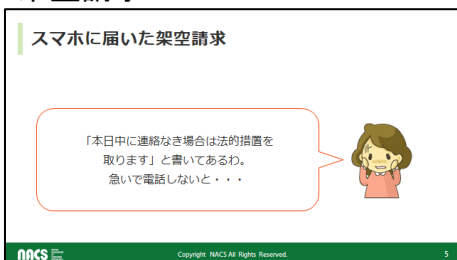 スマホに届いた架空請求
「本日中に連絡なき場合は法的措置を
取ります」と書いてあるわ。
急いで電話しないと・・・
NACS
Copyright NACS All Rights Reserved.
5